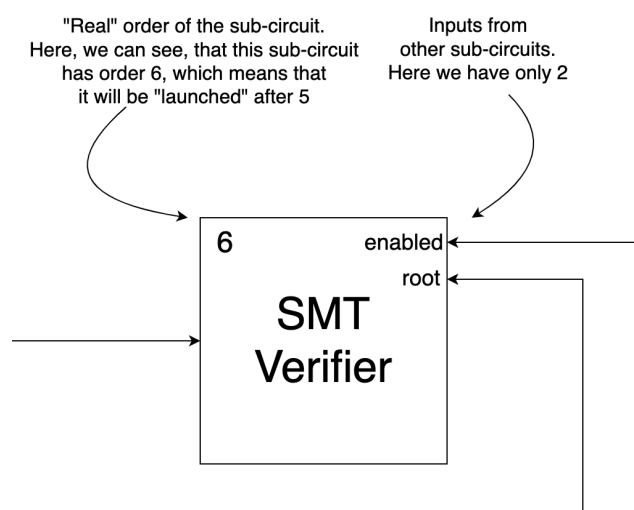 "Real" order of the sub-circuit.
Here, we can see, that this sub-circuit
has order 6, which means that
it will be "launched" after 5
Inputs from
other sub-circuits.
Here we have only 2
6
enabled
root
SMT
Verifier